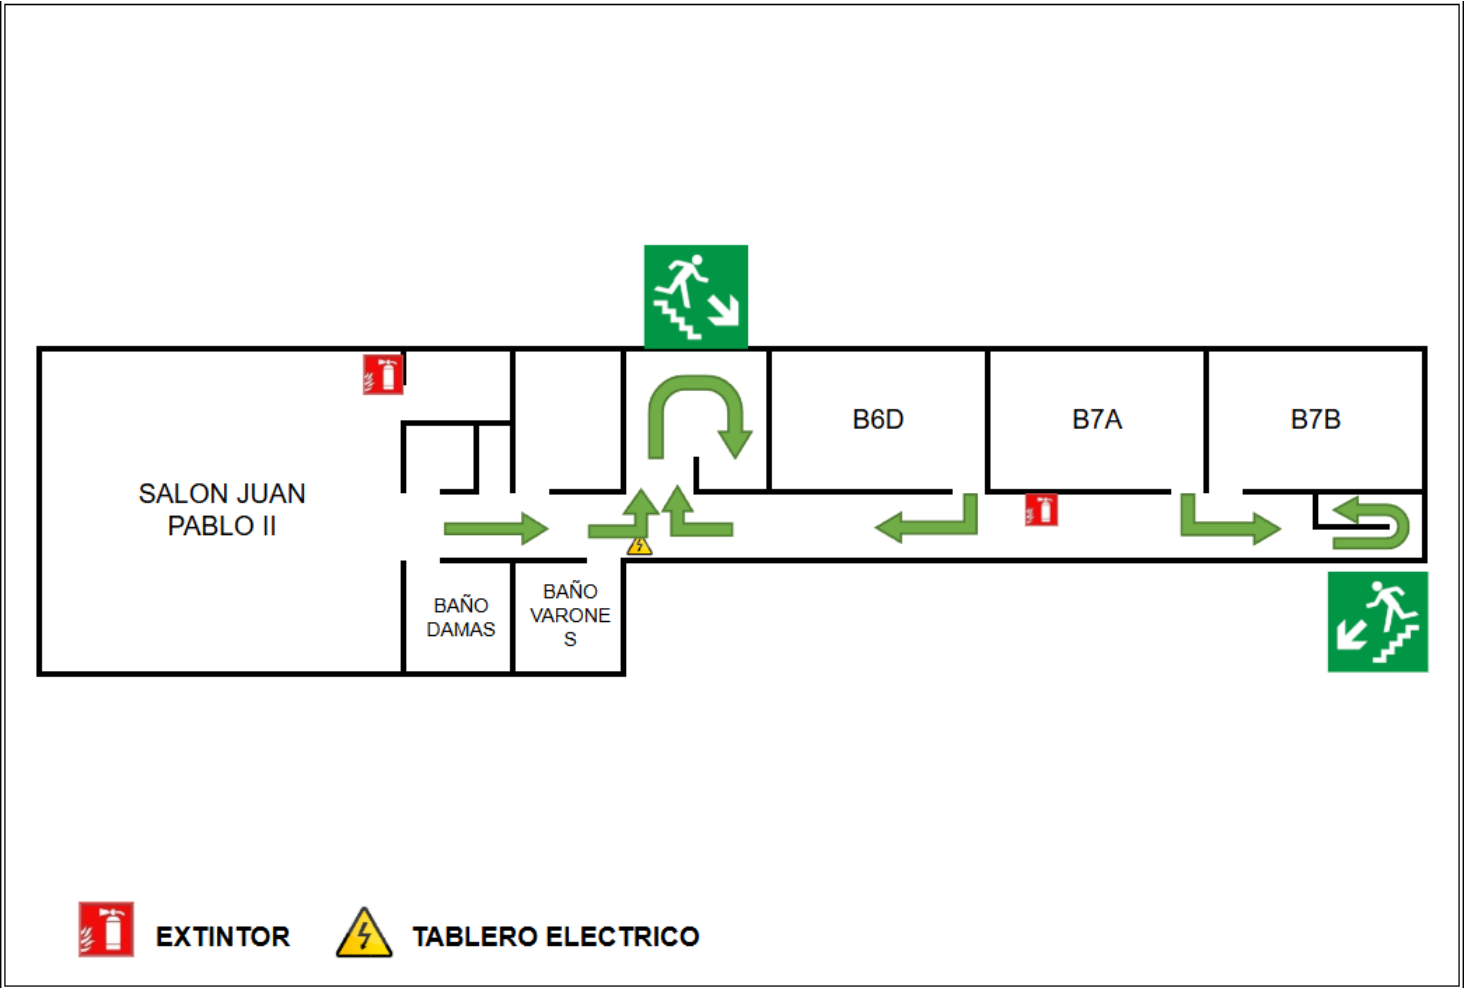 B6D
B7A
B7B
SALON JUAN
PABLO II
BAÑO
DAMAS
BAÑO
VARONE
S
EXTINTOR
TABLERO ELECTRICO